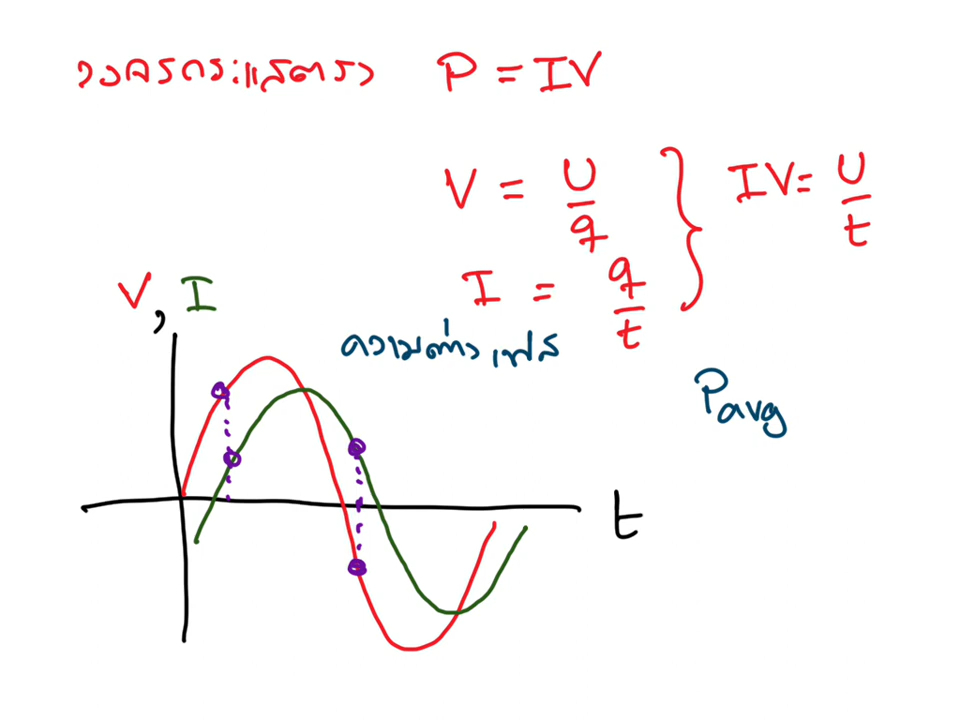 วงจรกระแสตรง P = IV
V = U/q } IV = U/t
I = q/t
V, I
ความต่างเฟส
Pavg
t